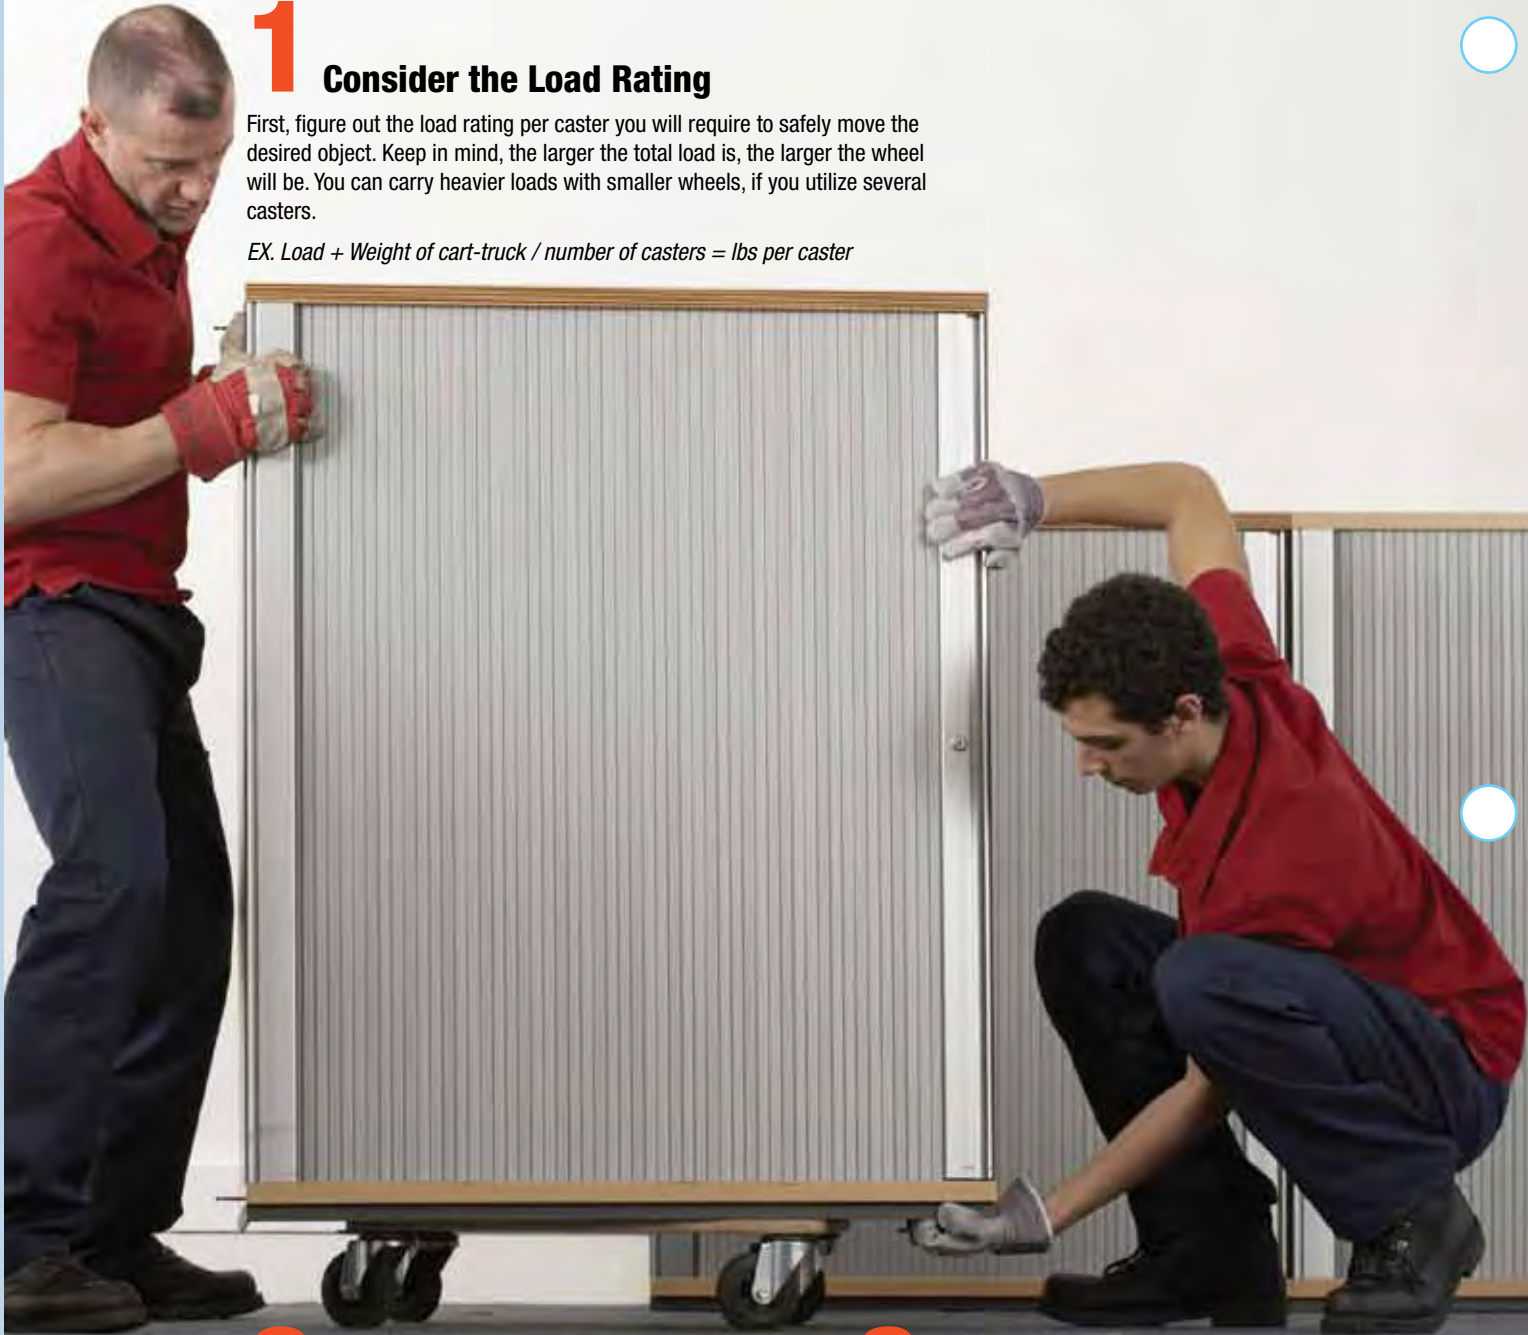 1
Consider the Load Rating
First, figure out the load rating per caster you will require to safely move the
desired object. Keep in mind, the larger the total load is, the larger the wheel
will be. You can carry heavier loads with smaller wheels, if you utilize several
casters.
EX. Load + Weight of cart-truck / number of casters = lbs per caster